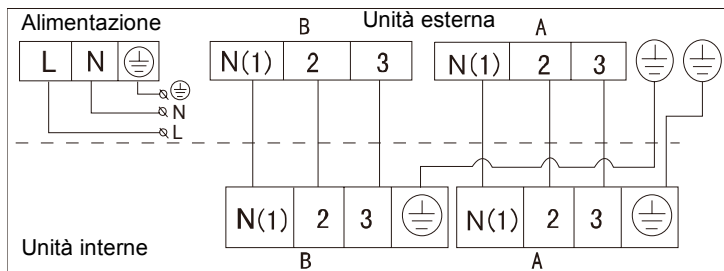 Alimentazione
B
Unità esterna
A
L N
N(1) 2 3
N(1) 2 3
N
L
N(1) 2 3
N(1) 2 3
Unità interne
B
A